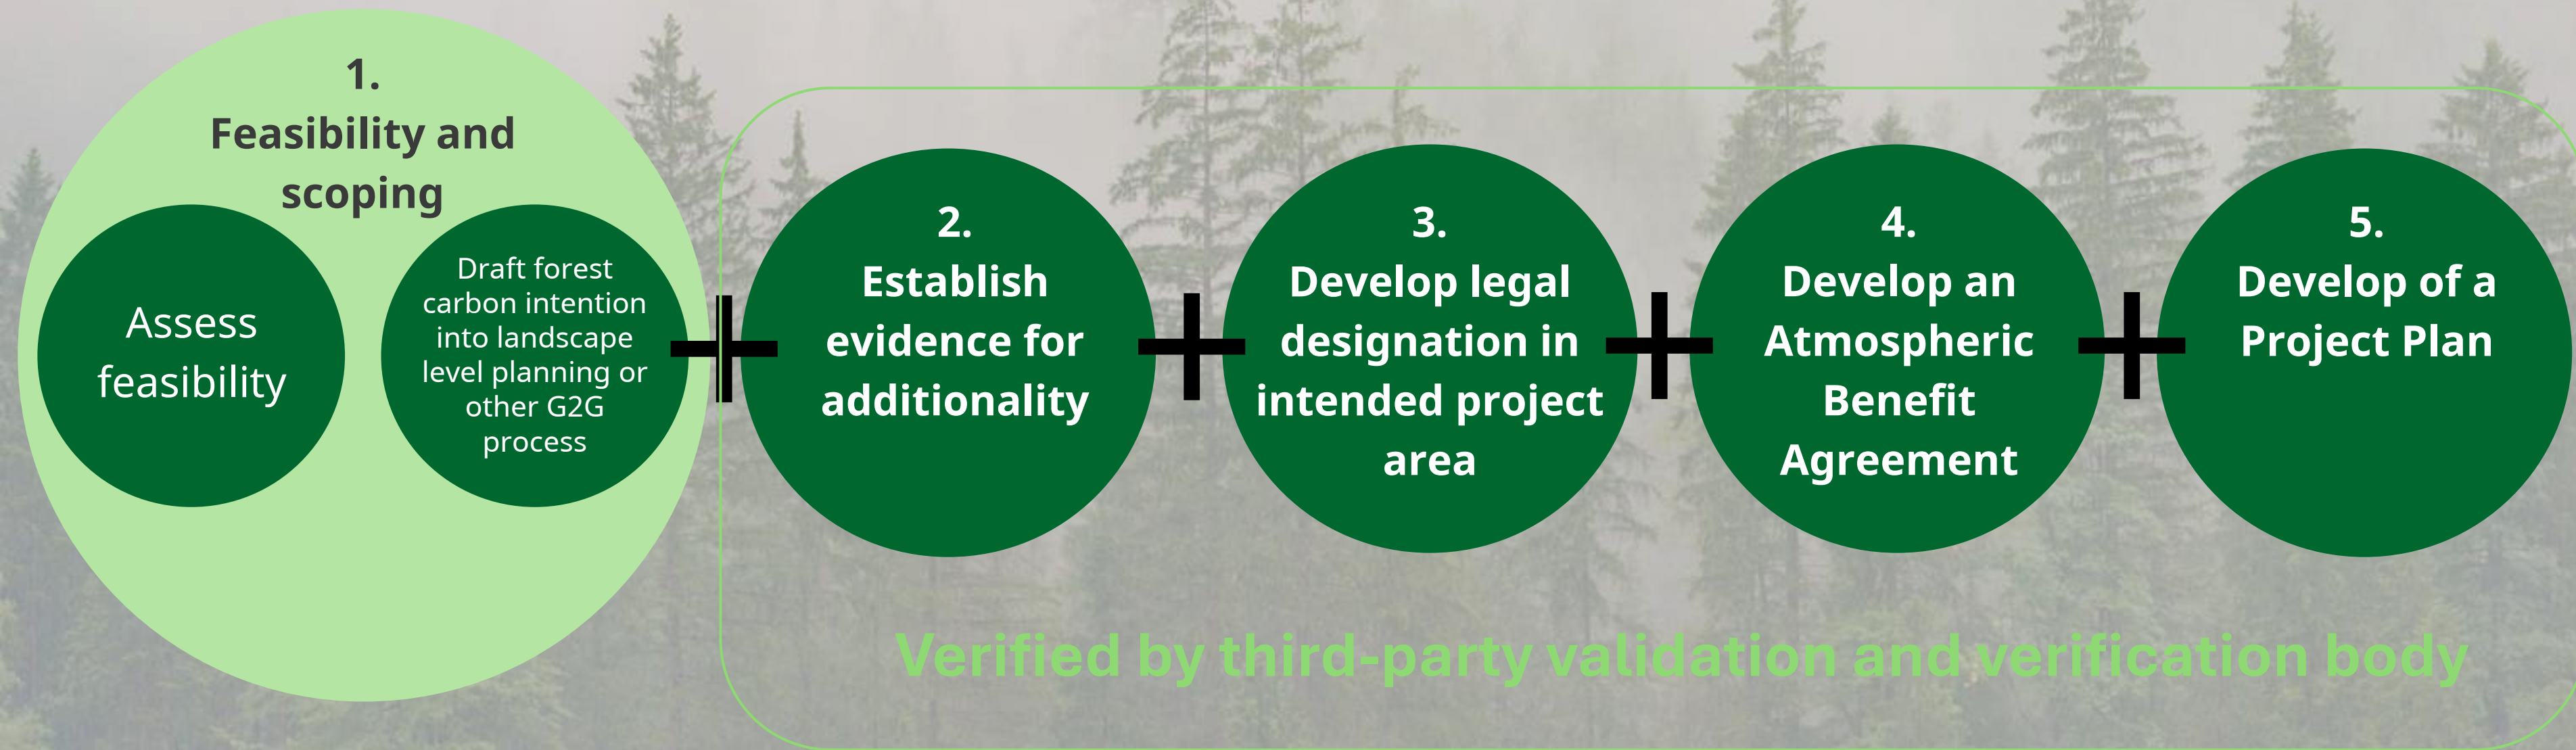 1.
Feasibility and
scoping
Assess
feasibility
Draft forest
carbon intention
into landscape
level planning or
other G2G
process
2.
Establish
evidence for
additionality
3.
Develop legal
designation in
intended project
area
4.
Develop an
Atmospheric
Benefit
Agreement
5.
Develop of a
Project Plan
Verified by third-party validation and verification body